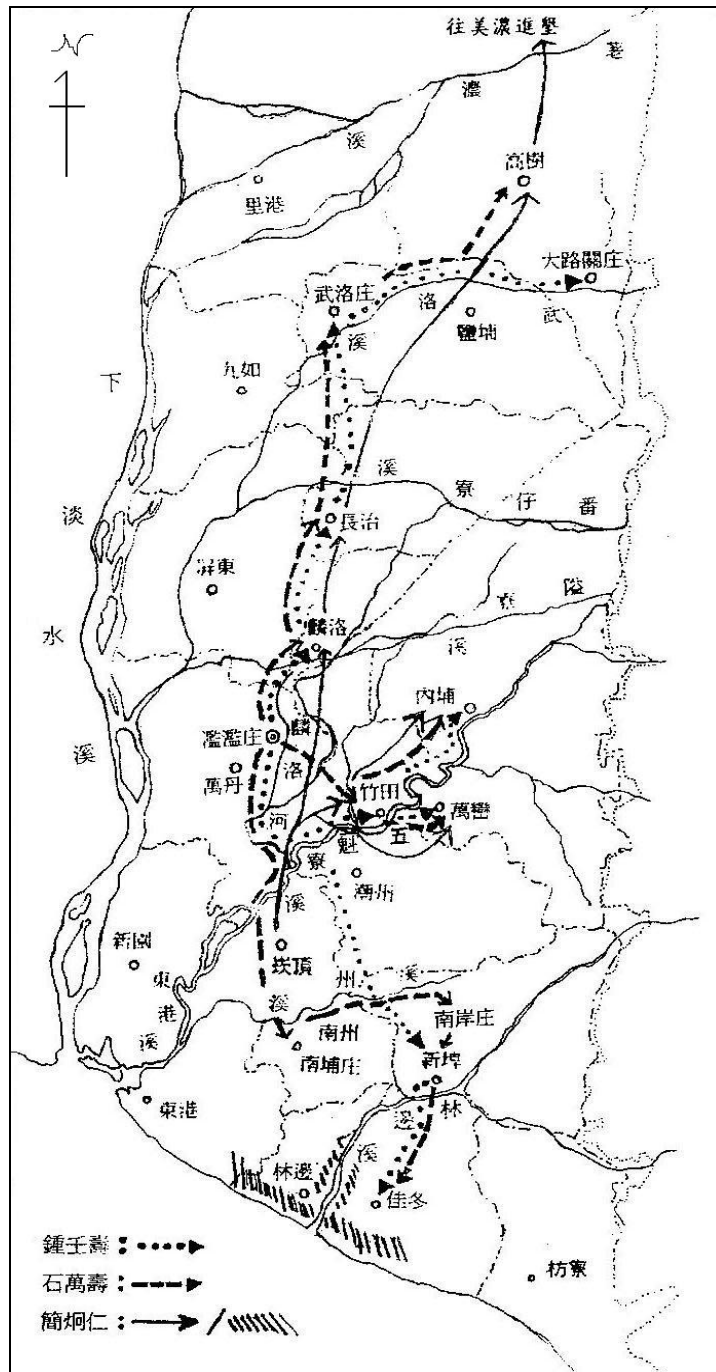 往美濃進墾
荖
濃
溪
高樹
里港
大路關庄
武洛庄
洛
武
溪
鹽埔
九如
下
溪
寮
仔
番
長治
淡
屏東
寮
隘
麟洛
溪
水
內埔
濫濫庄
麟
萬丹
洛
溪
竹田
萬巒
河
魁
五
寮
潮州
溪
新園
崁頂
東
州
溪
港
溪
南岸庄
溪
南州
南埔庄
新埤
東港
邊
林
溪
林邊
佳冬
鍾壬壽：
石萬壽：
枋寮
簡炯仁：